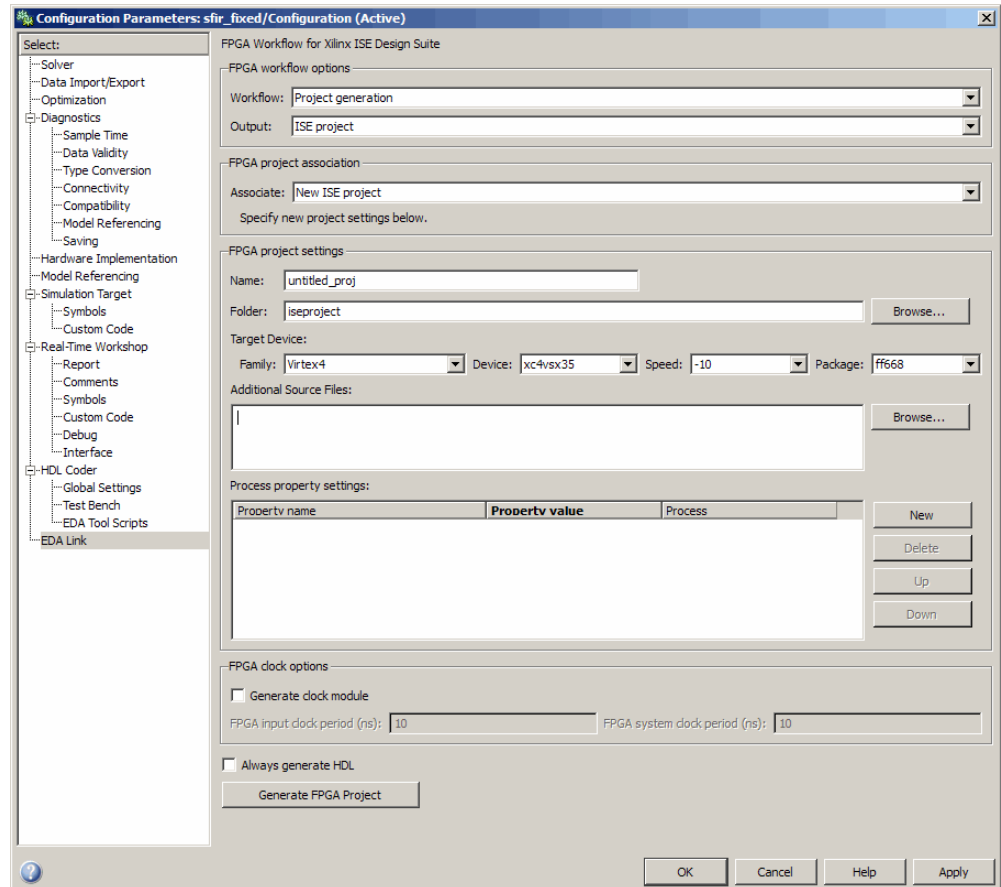 Configuration Parameters: sfir_fixed/Configuration (Active)
Select:
Solver
Data Import/Export
Optimization
Diagnostics
Sample Time
Data Validity
Type Conversion
Connectivity
Compatibility
Model Referencing
Saving
Hardware Implementation
Model Referencing
Simulation Target
Symbols
Custom Code
Real-Time Workshop
Report
Comments
Symbols
Custom Code
Debug
Interface
HDL Coder
Global Settings
Test Bench
EDA Tool Scripts
EDA Link
FPGA Workflow for Xilinx ISE Design Suite
FPGA workflow options
Workflow: Project generation
Output: ISE project
FPGA project association
Associate: New ISE project
Specify new project settings below.
FPGA project settings
Name: untitled_proj
Folder: iseproject Browse...
Target Device:
Family: Virtex4 Device: xc4vsx35 Speed: -10 Package: ff668
Additional Source Files:
Browse...
Process property settings:
Property name Property value Process
New
Delete
Up
Down
FPGA clock options
Generate clock module
FPGA input clock period (ns): 10 FPGA system clock period (ns): 10
Always generate HDL
Generate FPGA Project
OK Cancel Help Apply